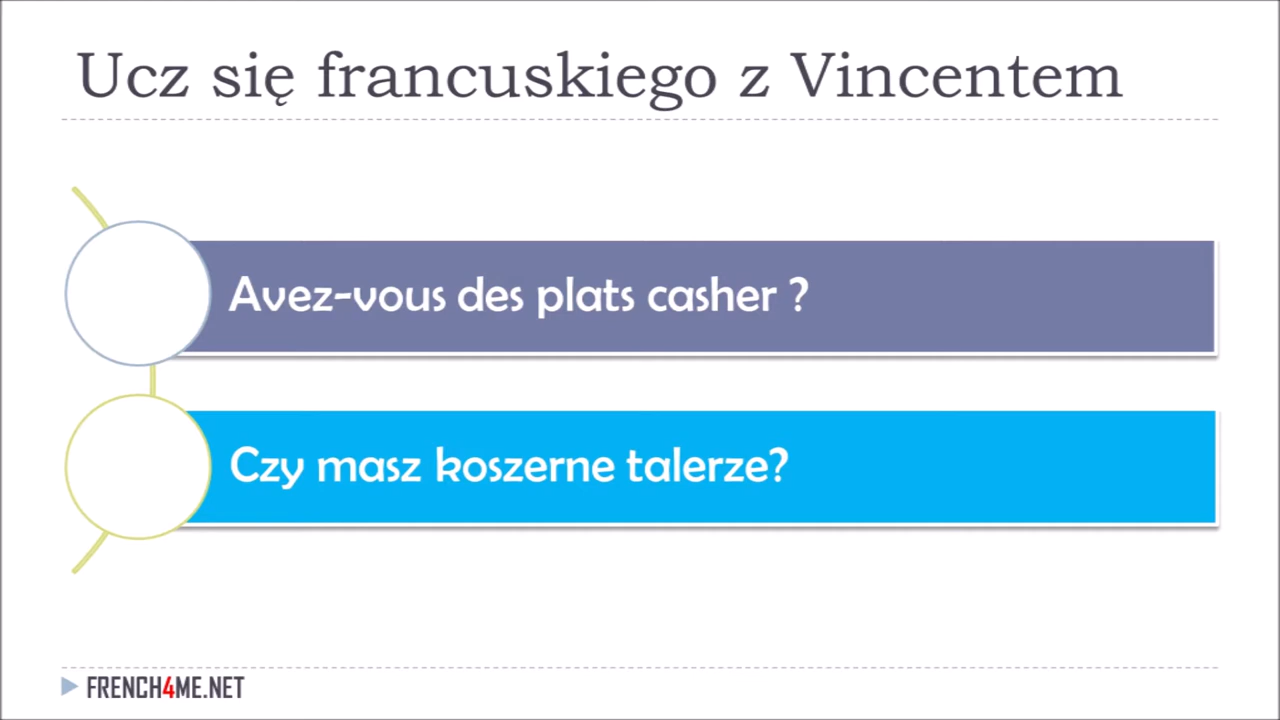 Ucz się francuskiego z Vincentem
Avez-vous des plats casher ?
Czy masz koszerne talerze?
FRENCH4ME.NET